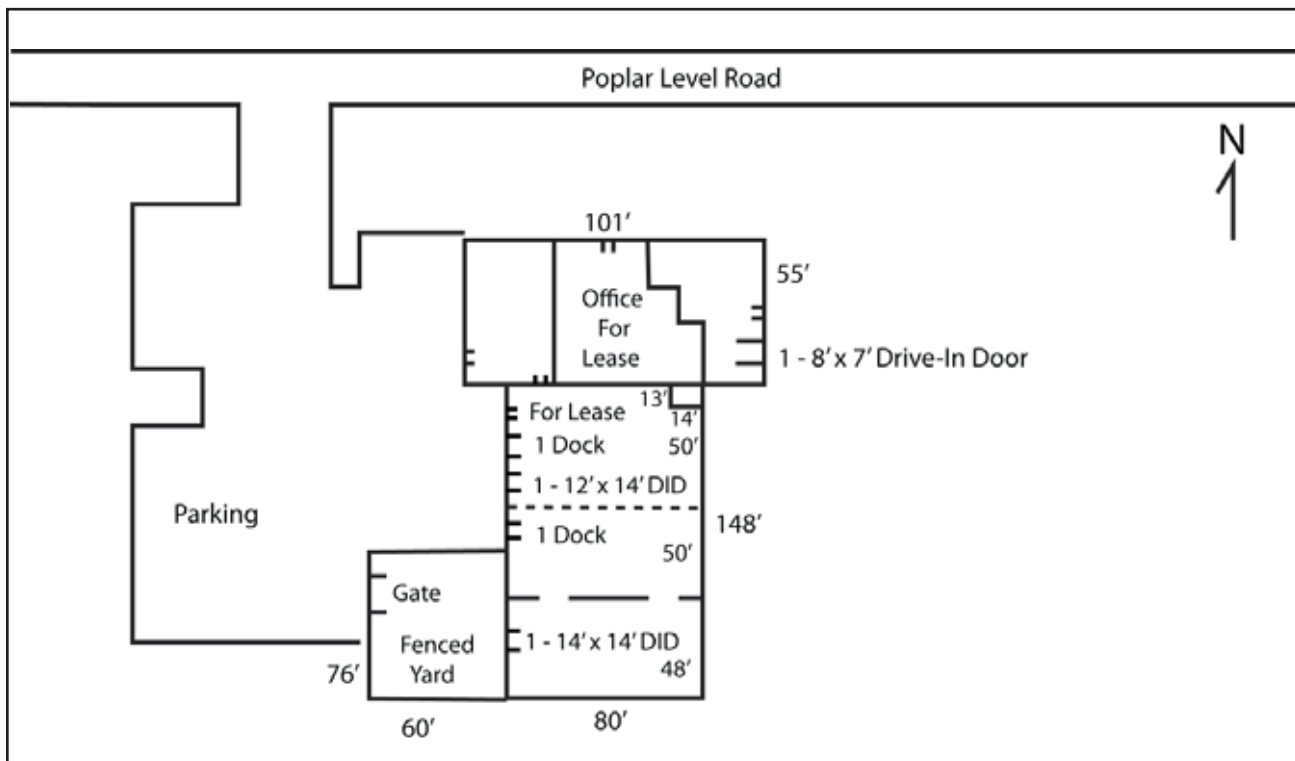 Poplar Level Road
N
101'
55'
Office
For
Lease
1 - 8' x 7' Drive-In Door
13'
For Lease
14'
1 Dock
50'
1 - 12' x 14' DID
Parking
148'
1 Dock
50'
Gate
Fenced
Yard
1 - 14' x 14' DID
48'
76'
60'
80'